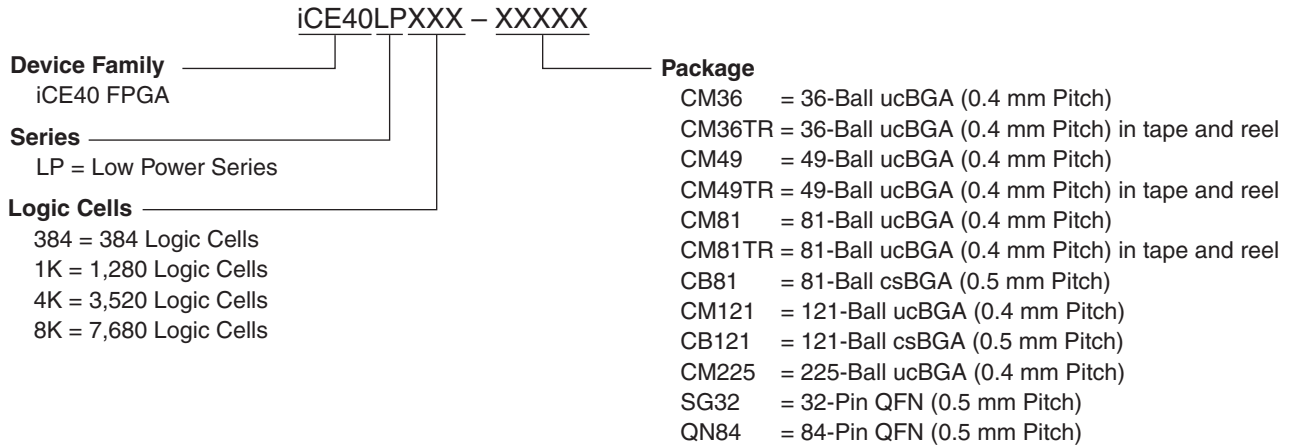 iCE40LPXXX – XXXXX
Device Family
iCE40 FPGA
Series
LP = Low Power Series
Logic Cells
384 = 384 Logic Cells
1K = 1,280 Logic Cells
4K = 3,520 Logic Cells
8K = 7,680 Logic Cells
Package
CM36 = 36-Ball ucBGA (0.4 mm Pitch)
CM36TR = 36-Ball ucBGA (0.4 mm Pitch) in tape and reel
CM49 = 49-Ball ucBGA (0.4 mm Pitch)
CM49TR = 49-Ball ucBGA (0.4 mm Pitch) in tape and reel
CM81 = 81-Ball ucBGA (0.4 mm Pitch)
CM81TR = 81-Ball ucBGA (0.4 mm Pitch) in tape and reel
CB81 = 81-Ball csBGA (0.5 mm Pitch)
CM121 = 121-Ball ucBGA (0.4 mm Pitch)
CB121 = 121-Ball csBGA (0.5 mm Pitch)
CM225 = 225-Ball ucBGA (0.4 mm Pitch)
SG32 = 32-Pin QFN (0.5 mm Pitch)
QN84 = 84-Pin QFN (0.5 mm Pitch)